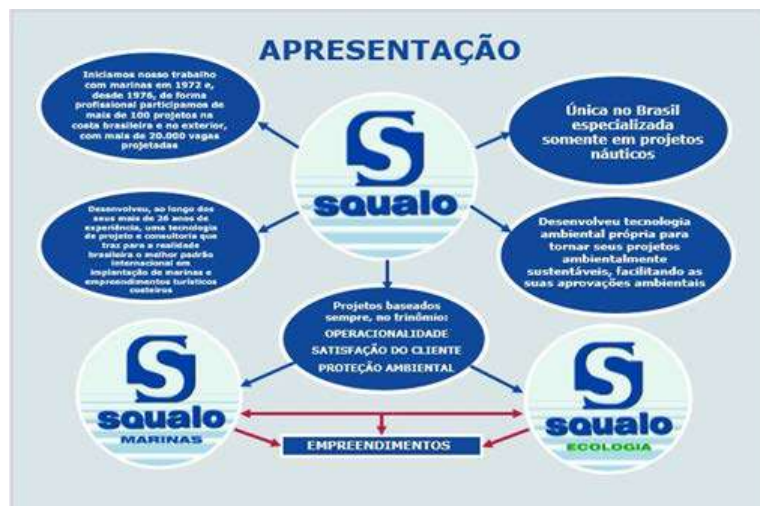 APRESENTAÇÃO
Iniciamos nosso trabalho
com marinas em 1972 e,
desde 1976, de forma
profissional participamos de
mais de 100 projetos na
costa brasileira e no exterior,
com mais de 20.000 vagas
projetadas
Única no Brasil
especializada
somente em projetos
náuticos
S
squalo
Desenvolveu, ao longo dos
seus mais de 26 anos de
experiência, uma tecnologia
de projeto e consultoria que
traz para a realidade
brasileira o melhor padrão
internacional em
implantação de marinas e
empreendimentos turísticos
costeiros
Desenvolveu tecnologia
ambiental própria para
tornar seus projetos
ambientalmente
sustentáveis, facilitando as
suas aprovações ambientais
Projetos baseados
sempre, no trinômio:
OPERACIONALIDADE
SATISFAÇÃO DO CLIENTE
PROTEÇÃO AMBIENTAL
S
squalo
MARINAS
S
squalo
ECOLOGIA
EMPREENDIMENTOS